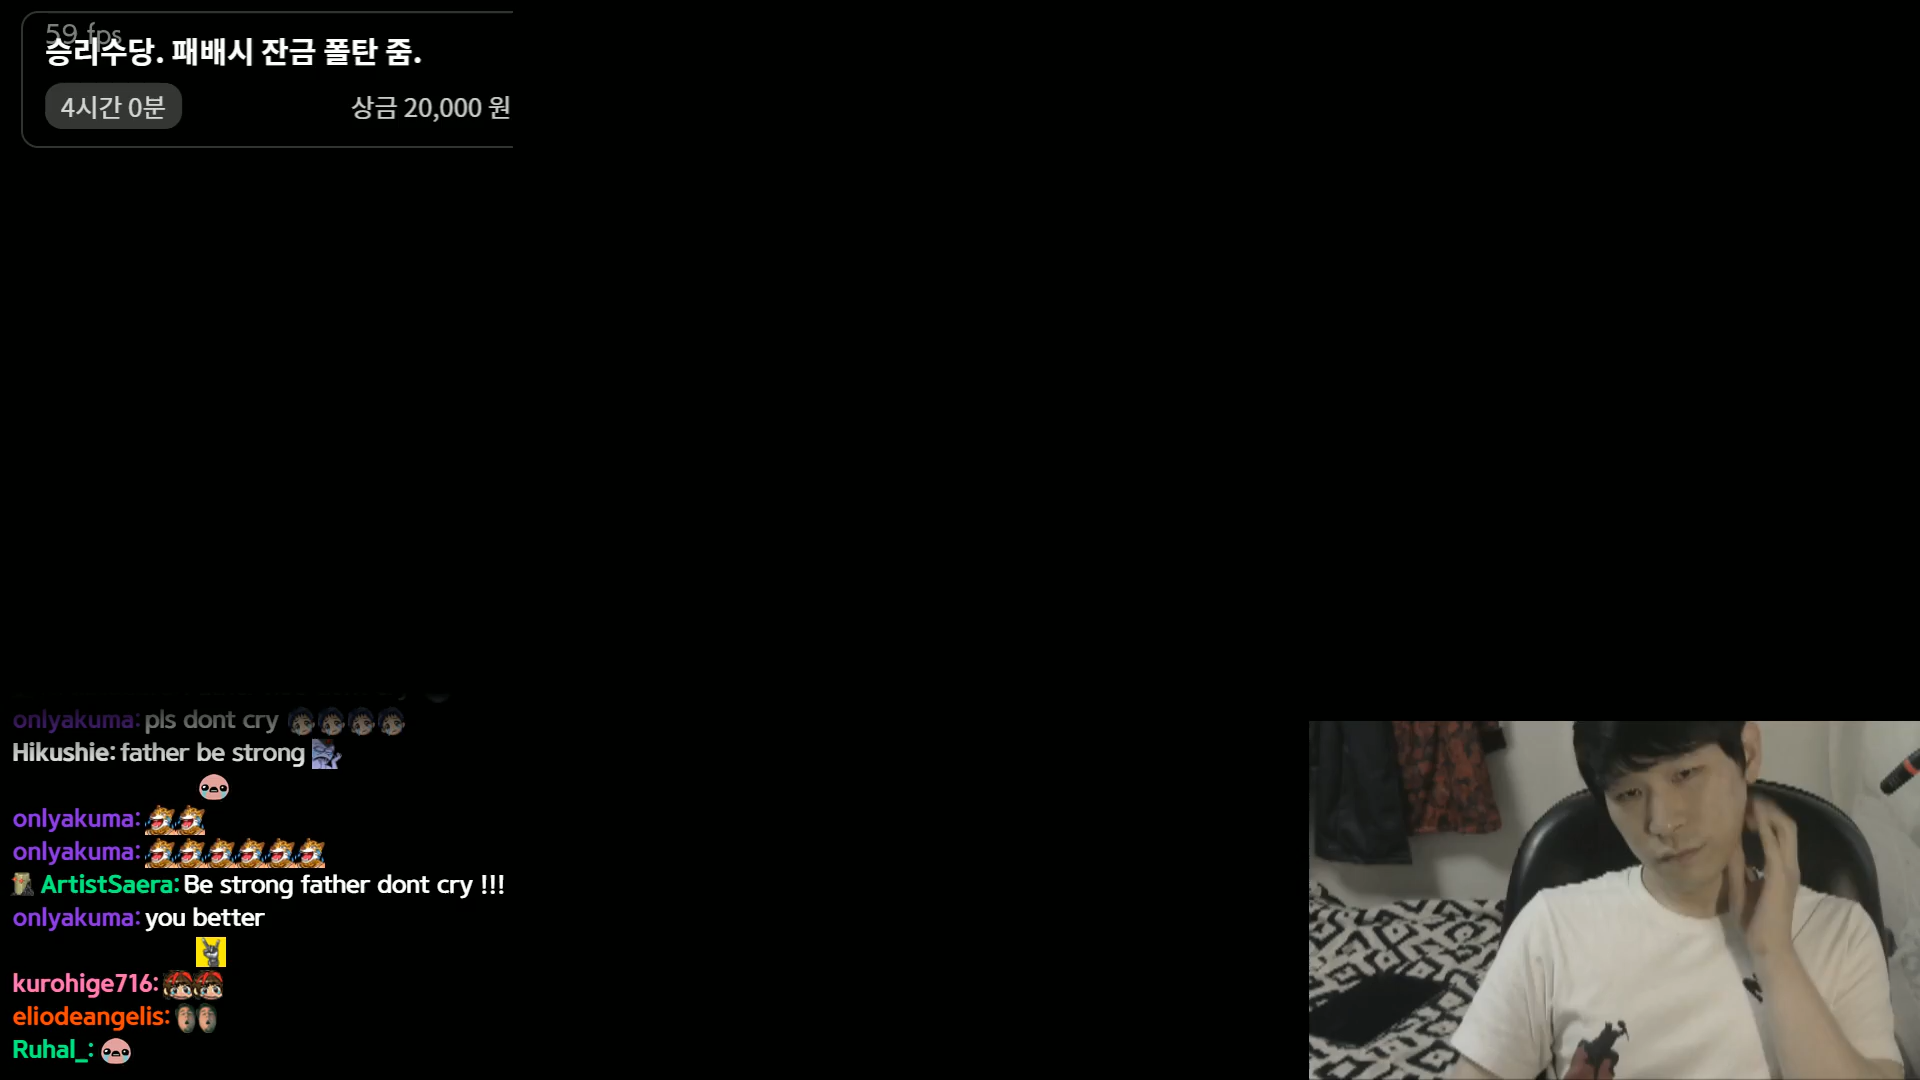 59 fps
승리수당. 패배시 잔금 폴탄 줌.
4시간 0분
상금 20,000 원
onlyakuma: pls dont cry
Hikushie: father be strong
onlyakuma:
onlyakuma:
ArtistSaera: Be strong father dont cry !!!
onlyakuma: you better
kurohige716:
eliodeangelis:
Ruhal_: